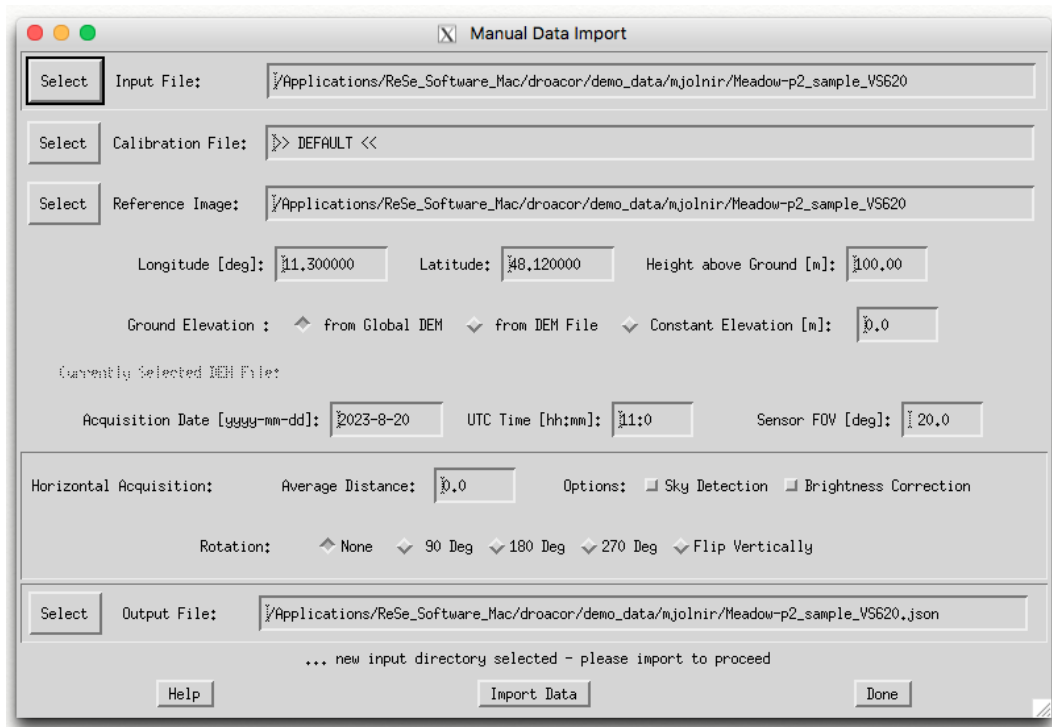 X Manual Data Import
Select Input File: /Applications/ReSe_Software_Mac/droacor/demo_data/mjolnir/Meadow-p2_sample_VS620
Select Calibration File: >> DEFAULT <<
Select Reference Image: /Applications/ReSe_Software_Mac/droacor/demo_data/mjolnir/Meadow-p2_sample_VS620
Longitude [deg]: 11.300000 Latitude: 48.120000 Height above Ground [m]: 100.00
Ground Elevation : from Global DEM from DEM File Constant Elevation [m]: 0.0
Currently Selected DEM File:
Acquisition Date [yyyy-mm-dd]: 2023-8-20 UTC Time [hh:mm]: 11:0 Sensor FOV [deg]: 20.0
Horizontal Acquisition: Average Distance: 0.0 Options: Sky Detection Brightness Correction
Rotation: None 90 Deg 180 Deg 270 Deg Flip Vertically
Select Output File: /Applications/ReSe_Software_Mac/droacor/demo_data/mjolnir/Meadow-p2_sample_VS620.json
... new input directory selected - please import to proceed
Help Import Data Done